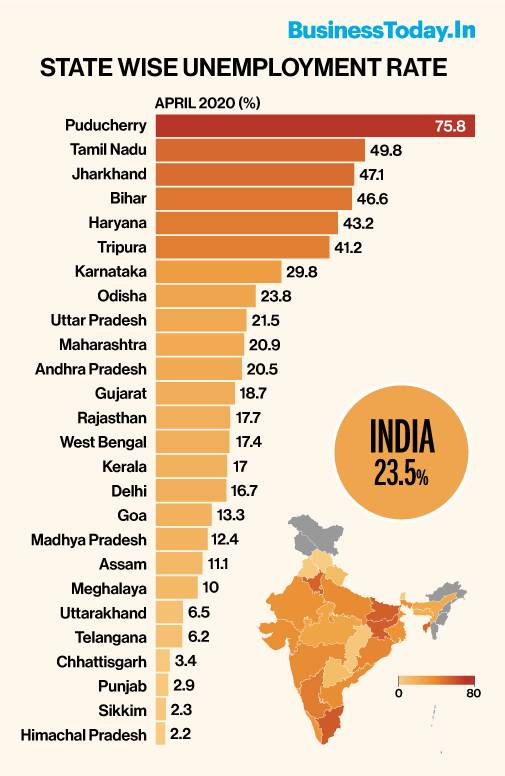 BusinessToday.In
STATE WISE UNEMPLOYMENT RATE
APRIL 2020 (%)
Puducherry 75.8
Tamil Nadu 49.8
Jharkhand 47.1
Bihar 46.6
Haryana 43.2
Tripura 41.2
Karnataka 29.8
Odisha 23.8
Uttar Pradesh 21.5
Maharashtra 20.9
Andhra Pradesh 20.5
Gujarat 18.7
Rajasthan 17.7
West Bengal 17.4
Kerala 17
Delhi 16.7
Goa 13.3
Madhya Pradesh 12.4
Assam 11.1
Meghalaya 10
Uttarakhand 6.5
Telangana 6.2
Chhattisgarh 3.4
Punjab 2.9
Sikkim 2.3
Himachal Pradesh 2.2
INDIA
23.5%
0 80